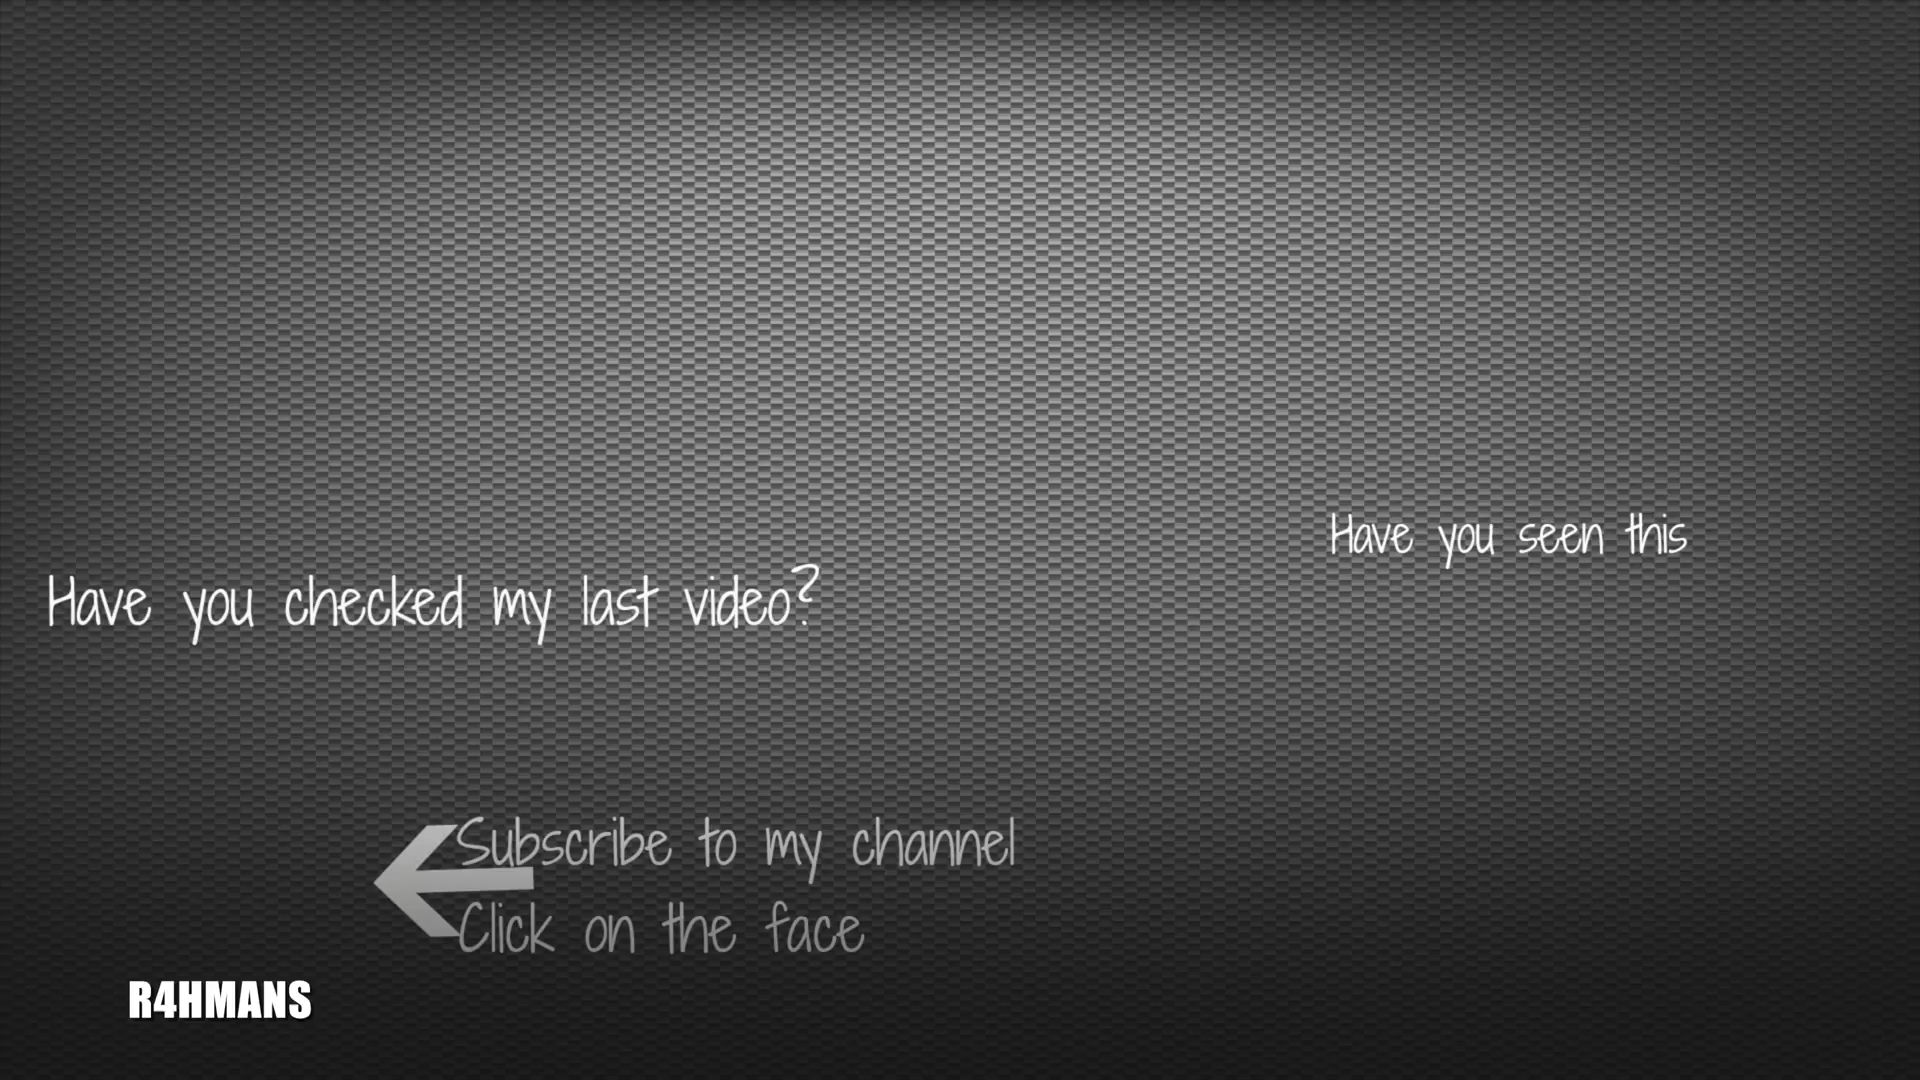 Have you seen this
Have you checked my last video?
Subscribe to my channel
Click on the face
R4HMANS